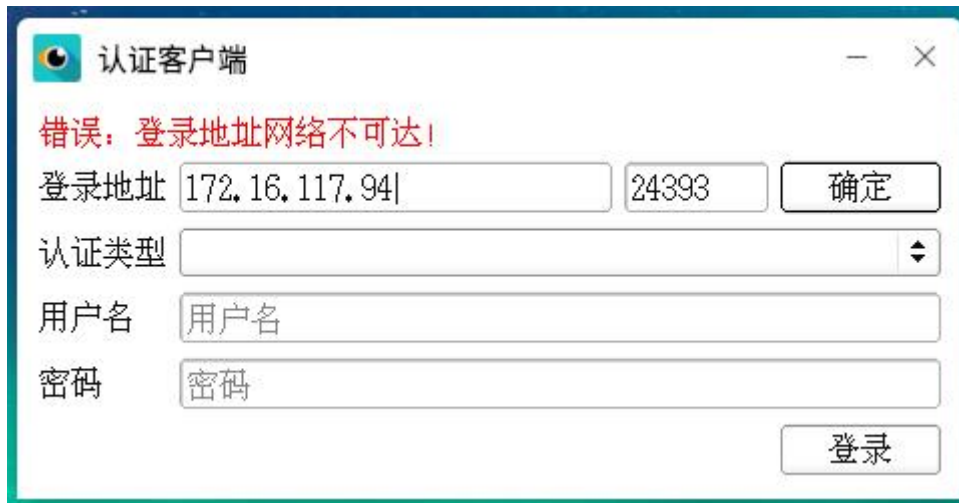 认证客户端
错误：登录地址网络不可达!
登录地址 172.16.117.94 24393 确定
认证类型
用户名 用户名
密码 密码
登录